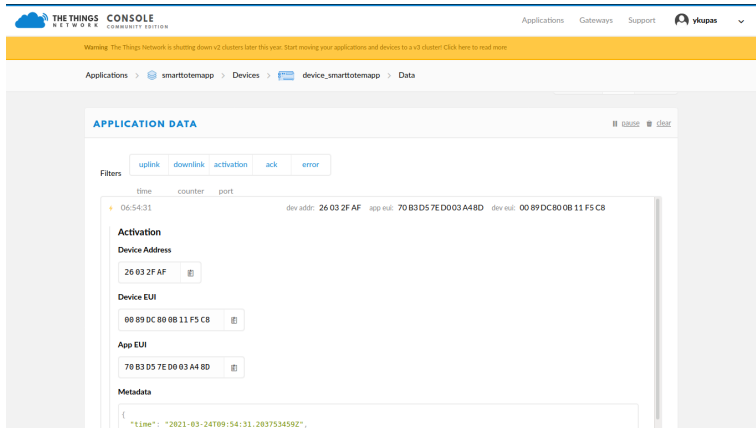 THE THINGS CONSOLE
NETWORK COMMUNITY EDITION
Applications Gateways Support ykupas
Warning The Things Network is shutting down v2 clusters later this year. Start moving your applications and devices to a v3 cluster! Click here to read more
Applications > smarttotemapp > Devices > device_smarttotemapp > Data
APPLICATION DATA
pause clear
Filters uplink downlink activation ack error
time counter port
06:54:31 dev addr: 26 03 2F AF app eui: 70 B3 D5 7E D0 03 A4 8D dev eui: 00 89 DC 80 0B 11 F5 C8
Activation
Device Address
26 03 2F AF
Device EUI
00 89 DC 80 0B 11 F5 C8
App EUI
70 B3 D5 7E D0 03 A4 8D
Metadata
{
"time": "2021-03-24T09:54:31.203753459Z",